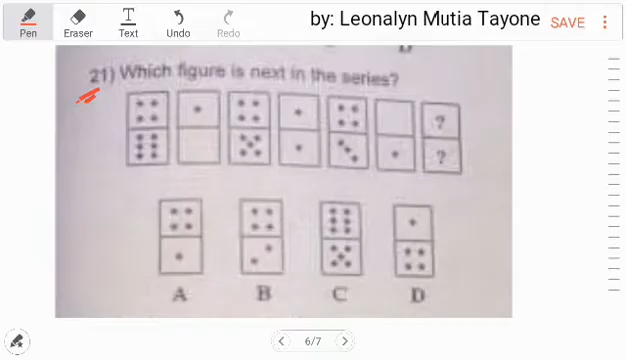 by: Leonalyn Mutia Tayone
SAVE
Pen
Eraser
Text
Undo
Redo
21) Which figure is next in the series?
?
?
A
B
C
D
6/7